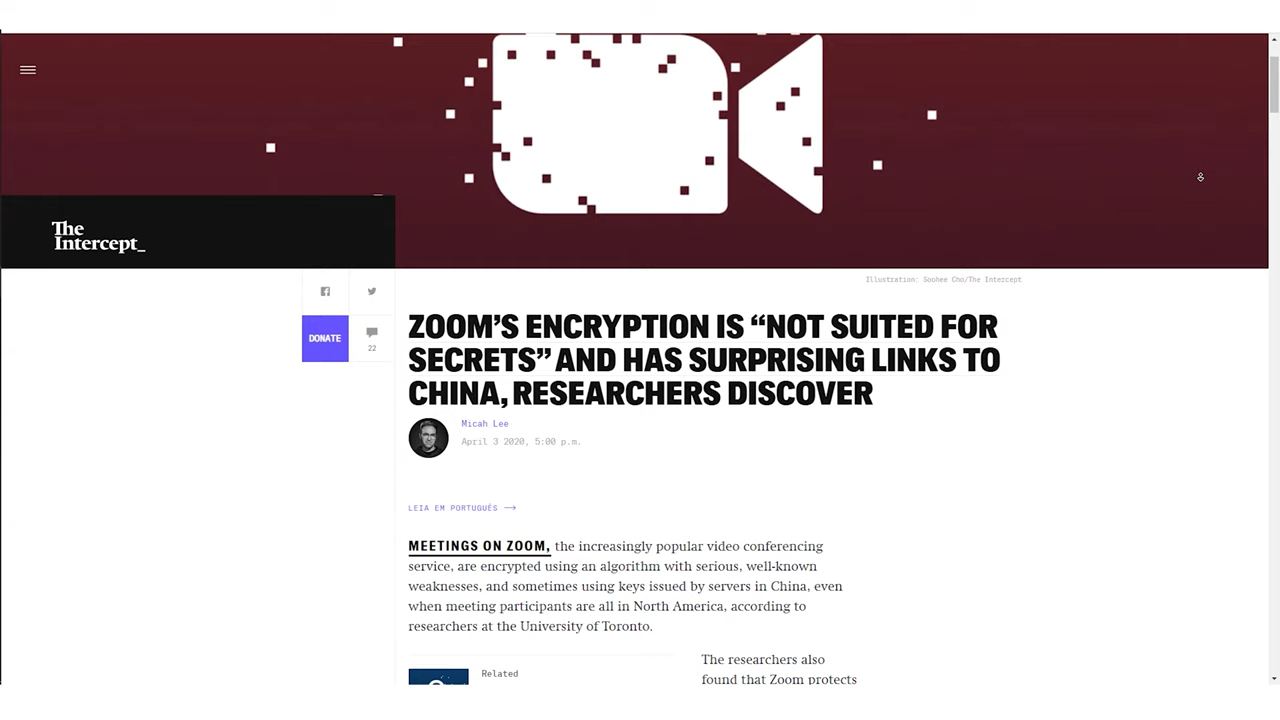 The
Intercept_
Illustration: Soohee Cho/The Intercept
DONATE
22
ZOOM'S ENCRYPTION IS “NOT SUITED FOR
SECRETS” AND HAS SURPRISING LINKS TO
CHINA, RESEARCHERS DISCOVER
Micah Lee
April 3 2020, 5:00 p.m.
LEIA EM PORTUGUÊS →
MEETINGS ON ZOOM, the increasingly popular video conferencing
service, are encrypted using an algorithm with serious, well-known
weaknesses, and sometimes using keys issued by servers in China, even
when meeting participants are all in North America, according to
researchers at the University of Toronto.
Related
The researchers also
found that Zoom protects